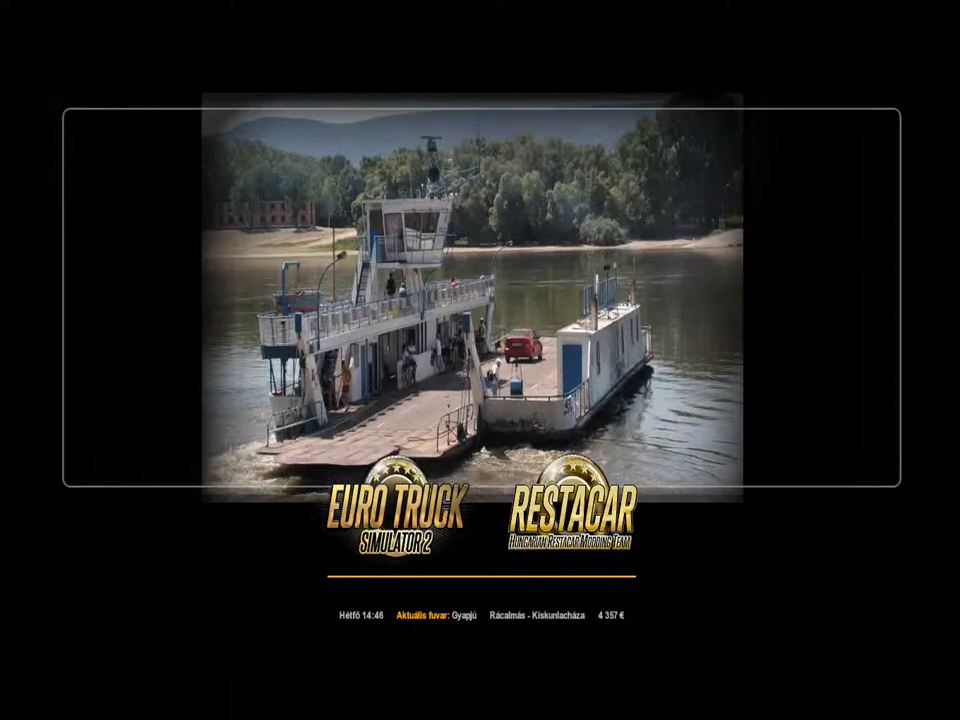 EURO TRUCK
SIMULATOR 2
RESTACAR
HUNGARIAN RESTACAR MODDING TEAM
Hétfő 14:46 Aktuális fuvar: Gyapjú Rácalmás - Kiskunlacháza 4 357 €